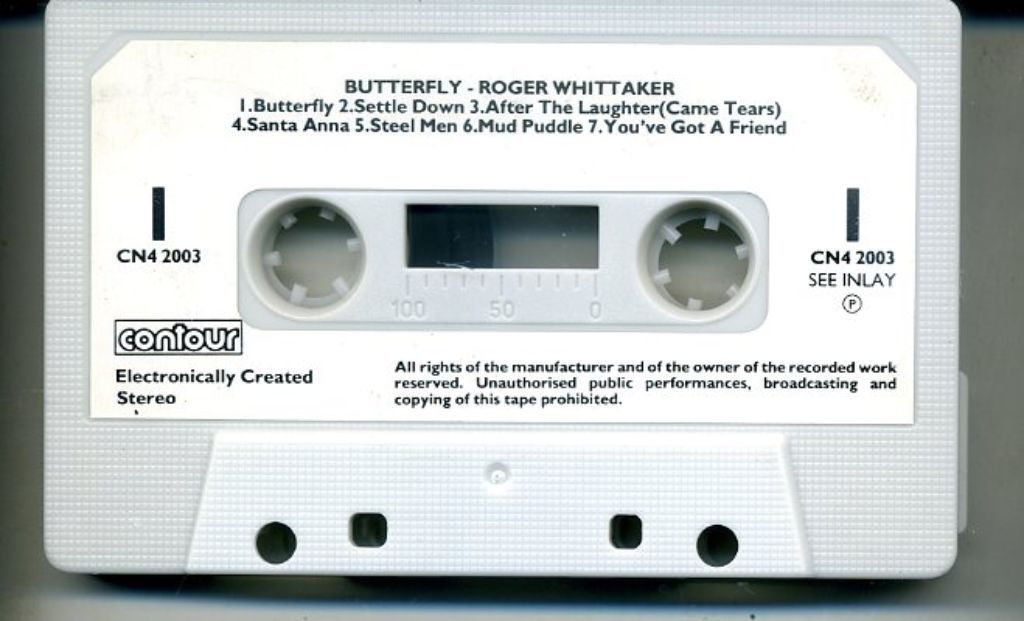 BUTTERFLY - ROGER WHITTAKER
1.Butterfly 2.Settle Down 3.After The Laughter(Came Tears)
4.Santa Anna 5.Steel Men 6.Mud Puddle 7.You've Got A Friend
I
I
CN4 2003
CN4 2003
SEE INLAY
Ⓟ
100 50 0
contour
Electronically Created
Stereo
All rights of the manufacturer and of the owner of the recorded work
reserved. Unauthorised public performances, broadcasting and
copying of this tape prohibited.